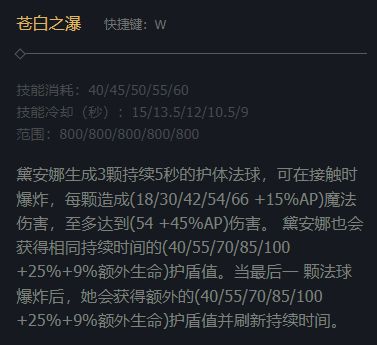 苍白之瀑 快捷键：W
技能消耗：40/45/50/55/60
技能冷却（秒）：15/13.5/12/10.5/9
范围：800/800/800/800/800
黛安娜生成3颗持续5秒的护体法球，可在接触时
爆炸，每颗造成(18/30/42/54/66 +15%AP)魔法
伤害，至多达到(54 +45%AP)伤害。 黛安娜也会
获得相同持续时间的(40/55/70/85/100
+25%+9%额外生命)护盾值。当最后一 颗法球
爆炸后，她会获得额外的(40/55/70/85/100
+25%+9%额外生命)护盾值并刷新持续时间。